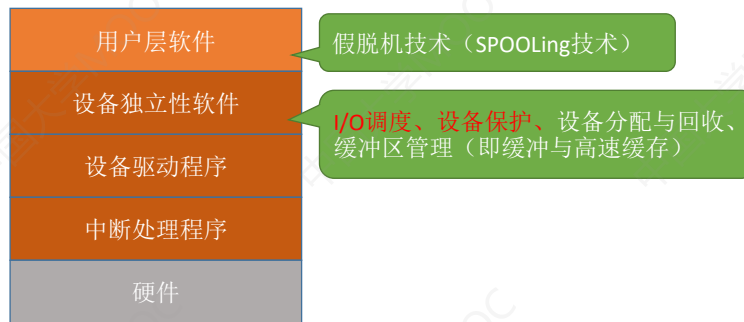 用户层软件
假脱机技术（SPOOLing技术）
设备独立性软件
I/O调度、设备保护、设备分配与回收、
缓冲区管理（即缓冲与高速缓存）
设备驱动程序
中断处理程序
硬件